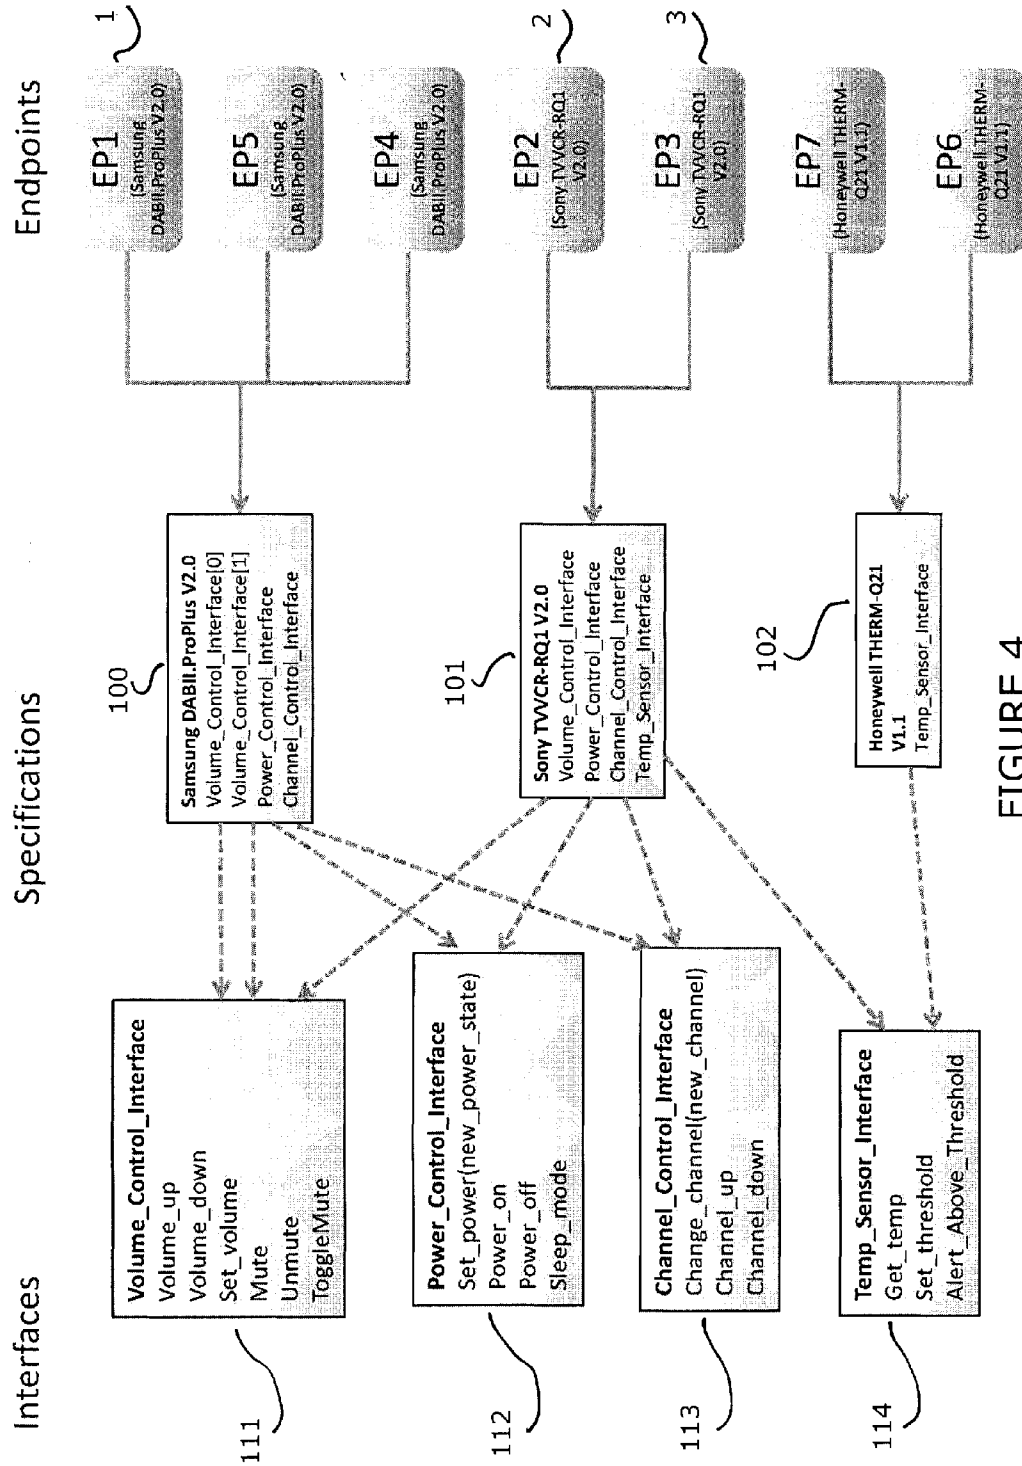 Interfaces
Specifications
Endpoints
111
Volume_Control_Interface
Volume_up
Volume_down
Set_volume
Mute
Unmute
ToggleMute
112
Power_Control_Interface
Set_power(new_power_state)
Power_on
Power_off
Sleep_mode
113
Channel_Control_Interface
Change_channel(new_channel)
Channel_up
Channel_down
114
Temp_Sensor_Interface
Get_temp
Set_threshold
Alert_Above_Threshold
100
Samsung DABII.ProPlus V2.0
Volume_Control_Interface[0]
Volume_Control_Interface[1]
Power_Control_Interface
Channel_Control_Interface
101
Sony TVVCR-RQ1 V2.0
Volume_Control_Interface
Power_Control_Interface
Channel_Control_Interface
Temp_Sensor_Interface
102
Honeywell THERM-Q21
V1.1
Temp_Sensor_Interface
1
EP1
(Samsung
DABII.ProPlus V2.0)
EP5
(Samsung
DABII.ProPlus V2.0)
EP4
(Samsung
DABII.ProPlus V2.0)
2
EP2
(Sony TVVCR-RQ1
V2.0)
3
EP3
(Sony TVVCR-RQ1
V2.0)
EP7
(Honeywell THERM-
Q21 V1.1)
EP6
(Honeywell THERM-
Q21 V1.1)
FIGURE 4